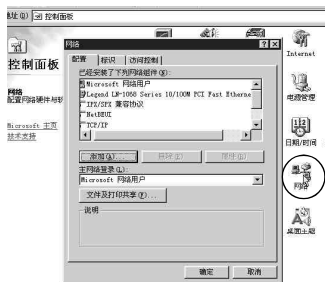 址(D) 控制面板
控制面板
网络
配置网络硬件与软
Microsoft 主页
技术支持
网络
配置 标识 访问控制
已经安装了下列网络组件(N):
Microsoft 网络用户
Legend LN-1068 Series 10/100M PCI Fast Etherne
IPX/SPX 兼容协议
NetBEUI
TCP/IP
添加(A)... 删除(E) 属性(R)
主网络登录(L):
Microsoft 网络用户
文件及打印共享(F)...
说明
确定 取消
Internet
电源管理
日期/时间
网络
桌面主题